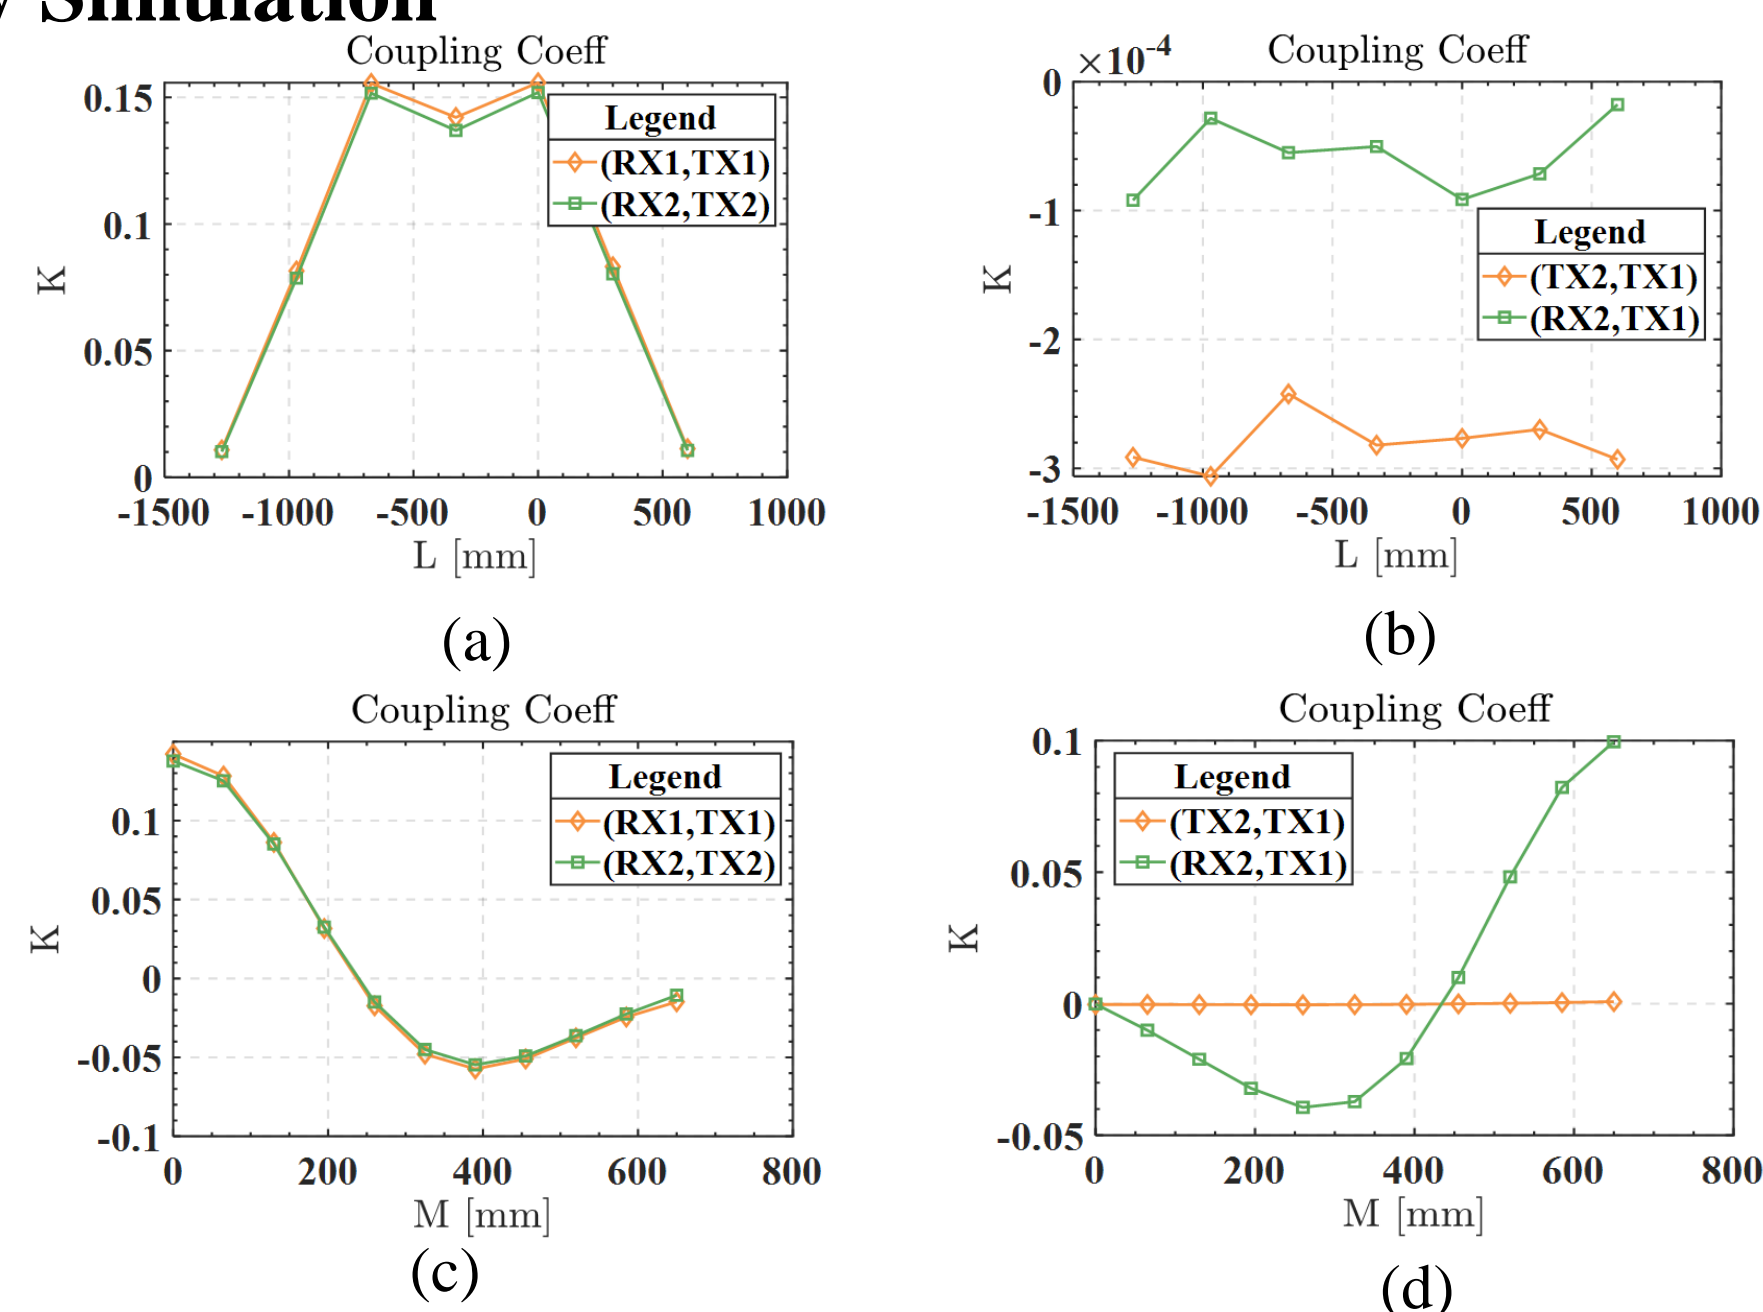 Simulation
Coupling Coeff
0.15
0.1
0.05
0
K
-1500 -1000 -500 0 500 1000
L [mm]
Legend
(RX1,TX1)
(RX2,TX2)
(a)
Coupling Coeff
×10-4
0
-1
-2
-3
K
-1500 -1000 -500 0 500 1000
L [mm]
Legend
(TX2,TX1)
(RX2,TX1)
(b)
Coupling Coeff
0.1
0.05
0
-0.05
-0.1
K
0 200 400 600 800
M [mm]
Legend
(RX1,TX1)
(RX2,TX2)
(c)
Coupling Coeff
0.1
0.05
0
-0.05
K
0 200 400 600 800
M [mm]
Legend
(TX2,TX1)
(RX2,TX1)
(d)